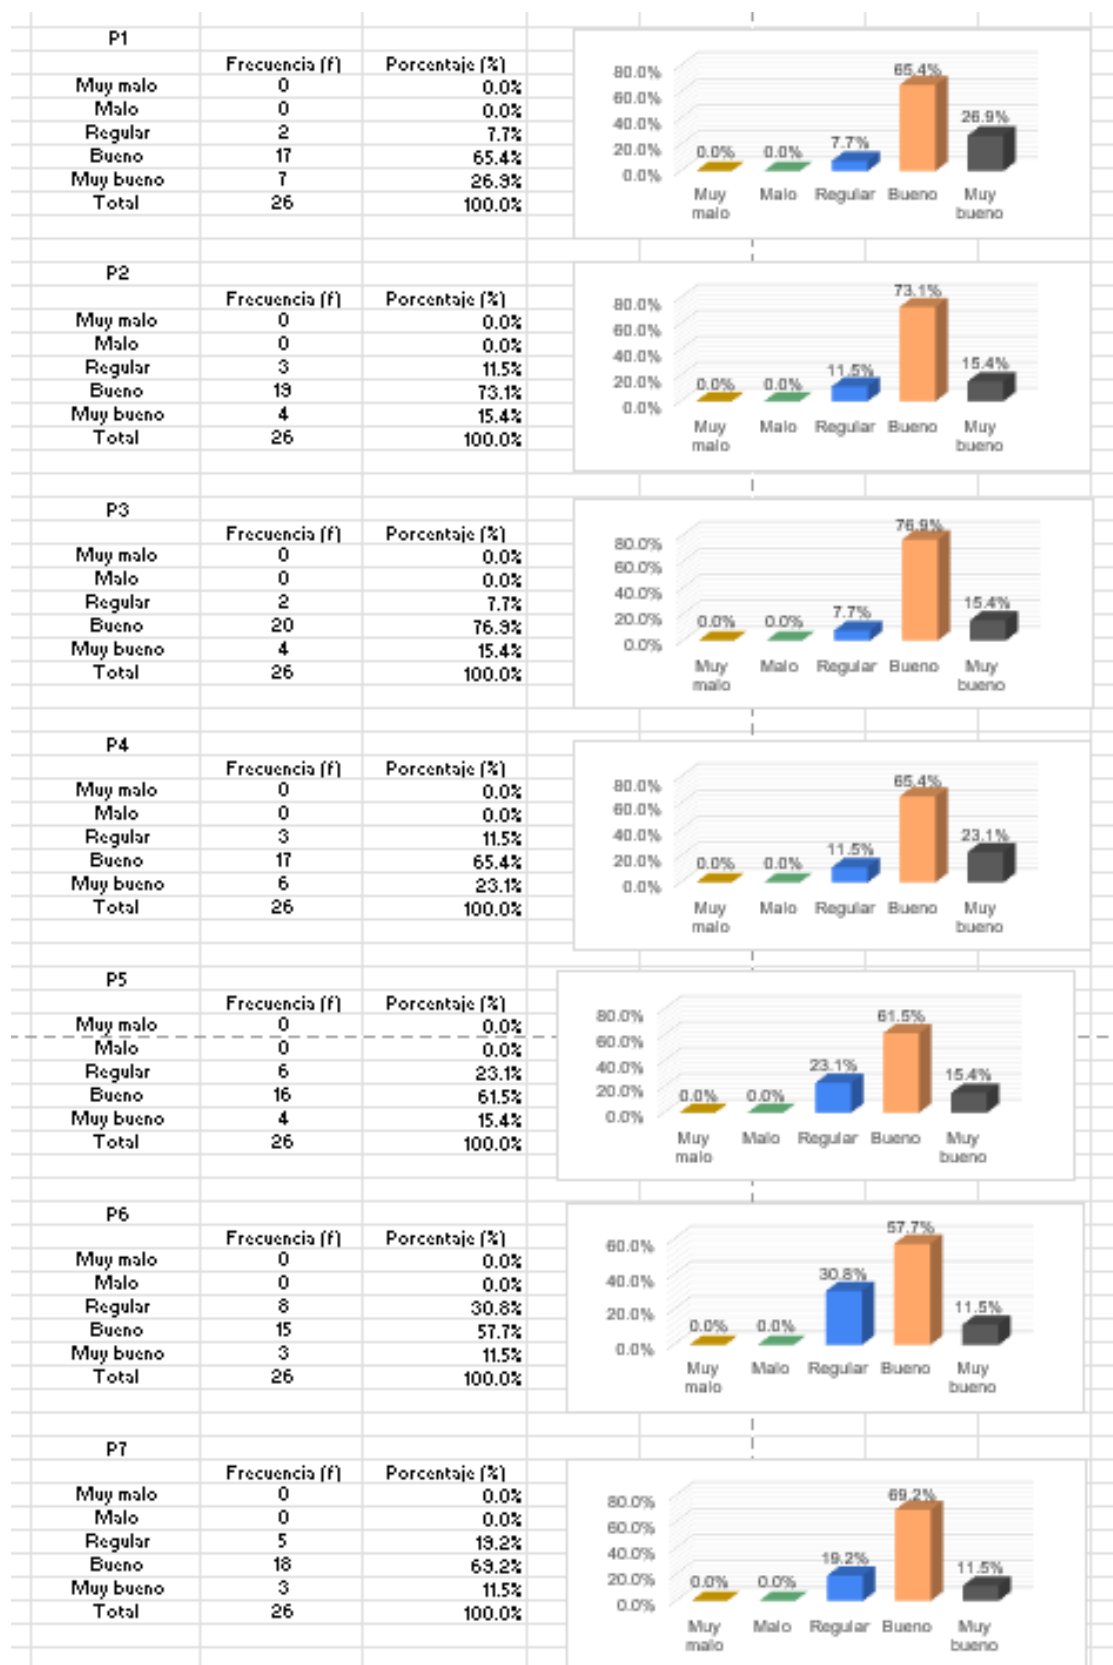 P1
Frecuencia (f) Porcentaje (%)
Muy malo 0 0.0%
Malo 0 0.0%
Regular 2 7.7%
Bueno 17 65.4%
Muy bueno 7 26.9%
Total 26 100.0%
80.0%
60.0%
40.0%
20.0%
0.0%
0.0% 0.0% 7.7% 65.4% 26.9%
Muy malo Malo Regular Bueno Muy bueno
P2
Frecuencia (f) Porcentaje (%)
Muy malo 0 0.0%
Malo 0 0.0%
Regular 3 11.5%
Bueno 19 73.1%
Muy bueno 4 15.4%
Total 26 100.0%
80.0%
60.0%
40.0%
20.0%
0.0%
0.0% 0.0% 11.5% 73.1% 15.4%
Muy malo Malo Regular Bueno Muy bueno
P3
Frecuencia (f) Porcentaje (%)
Muy malo 0 0.0%
Malo 0 0.0%
Regular 2 7.7%
Bueno 20 76.9%
Muy bueno 4 15.4%
Total 26 100.0%
80.0%
60.0%
40.0%
20.0%
0.0%
0.0% 0.0% 7.7% 76.9% 15.4%
Muy malo Malo Regular Bueno Muy bueno
P4
Frecuencia (f) Porcentaje (%)
Muy malo 0 0.0%
Malo 0 0.0%
Regular 3 11.5%
Bueno 17 65.4%
Muy bueno 6 23.1%
Total 26 100.0%
80.0%
60.0%
40.0%
20.0%
0.0%
0.0% 0.0% 11.5% 65.4% 23.1%
Muy malo Malo Regular Bueno Muy bueno
P5
Frecuencia (f) Porcentaje (%)
Muy malo 0 0.0%
Malo 0 0.0%
Regular 6 23.1%
Bueno 16 61.5%
Muy bueno 4 15.4%
Total 26 100.0%
80.0%
60.0%
40.0%
20.0%
0.0%
0.0% 0.0% 23.1% 61.5% 15.4%
Muy malo Malo Regular Bueno Muy bueno
P6
Frecuencia (f) Porcentaje (%)
Muy malo 0 0.0%
Malo 0 0.0%
Regular 8 30.8%
Bueno 15 57.7%
Muy bueno 3 11.5%
Total 26 100.0%
60.0%
40.0%
20.0%
0.0%
0.0% 0.0% 30.8% 57.7% 11.5%
Muy malo Malo Regular Bueno Muy bueno
P7
Frecuencia (f) Porcentaje (%)
Muy malo 0 0.0%
Malo 0 0.0%
Regular 5 19.2%
Bueno 18 69.2%
Muy bueno 3 11.5%
Total 26 100.0%
80.0%
60.0%
40.0%
20.0%
0.0%
0.0% 0.0% 19.2% 69.2% 11.5%
Muy malo Malo Regular Bueno Muy bueno